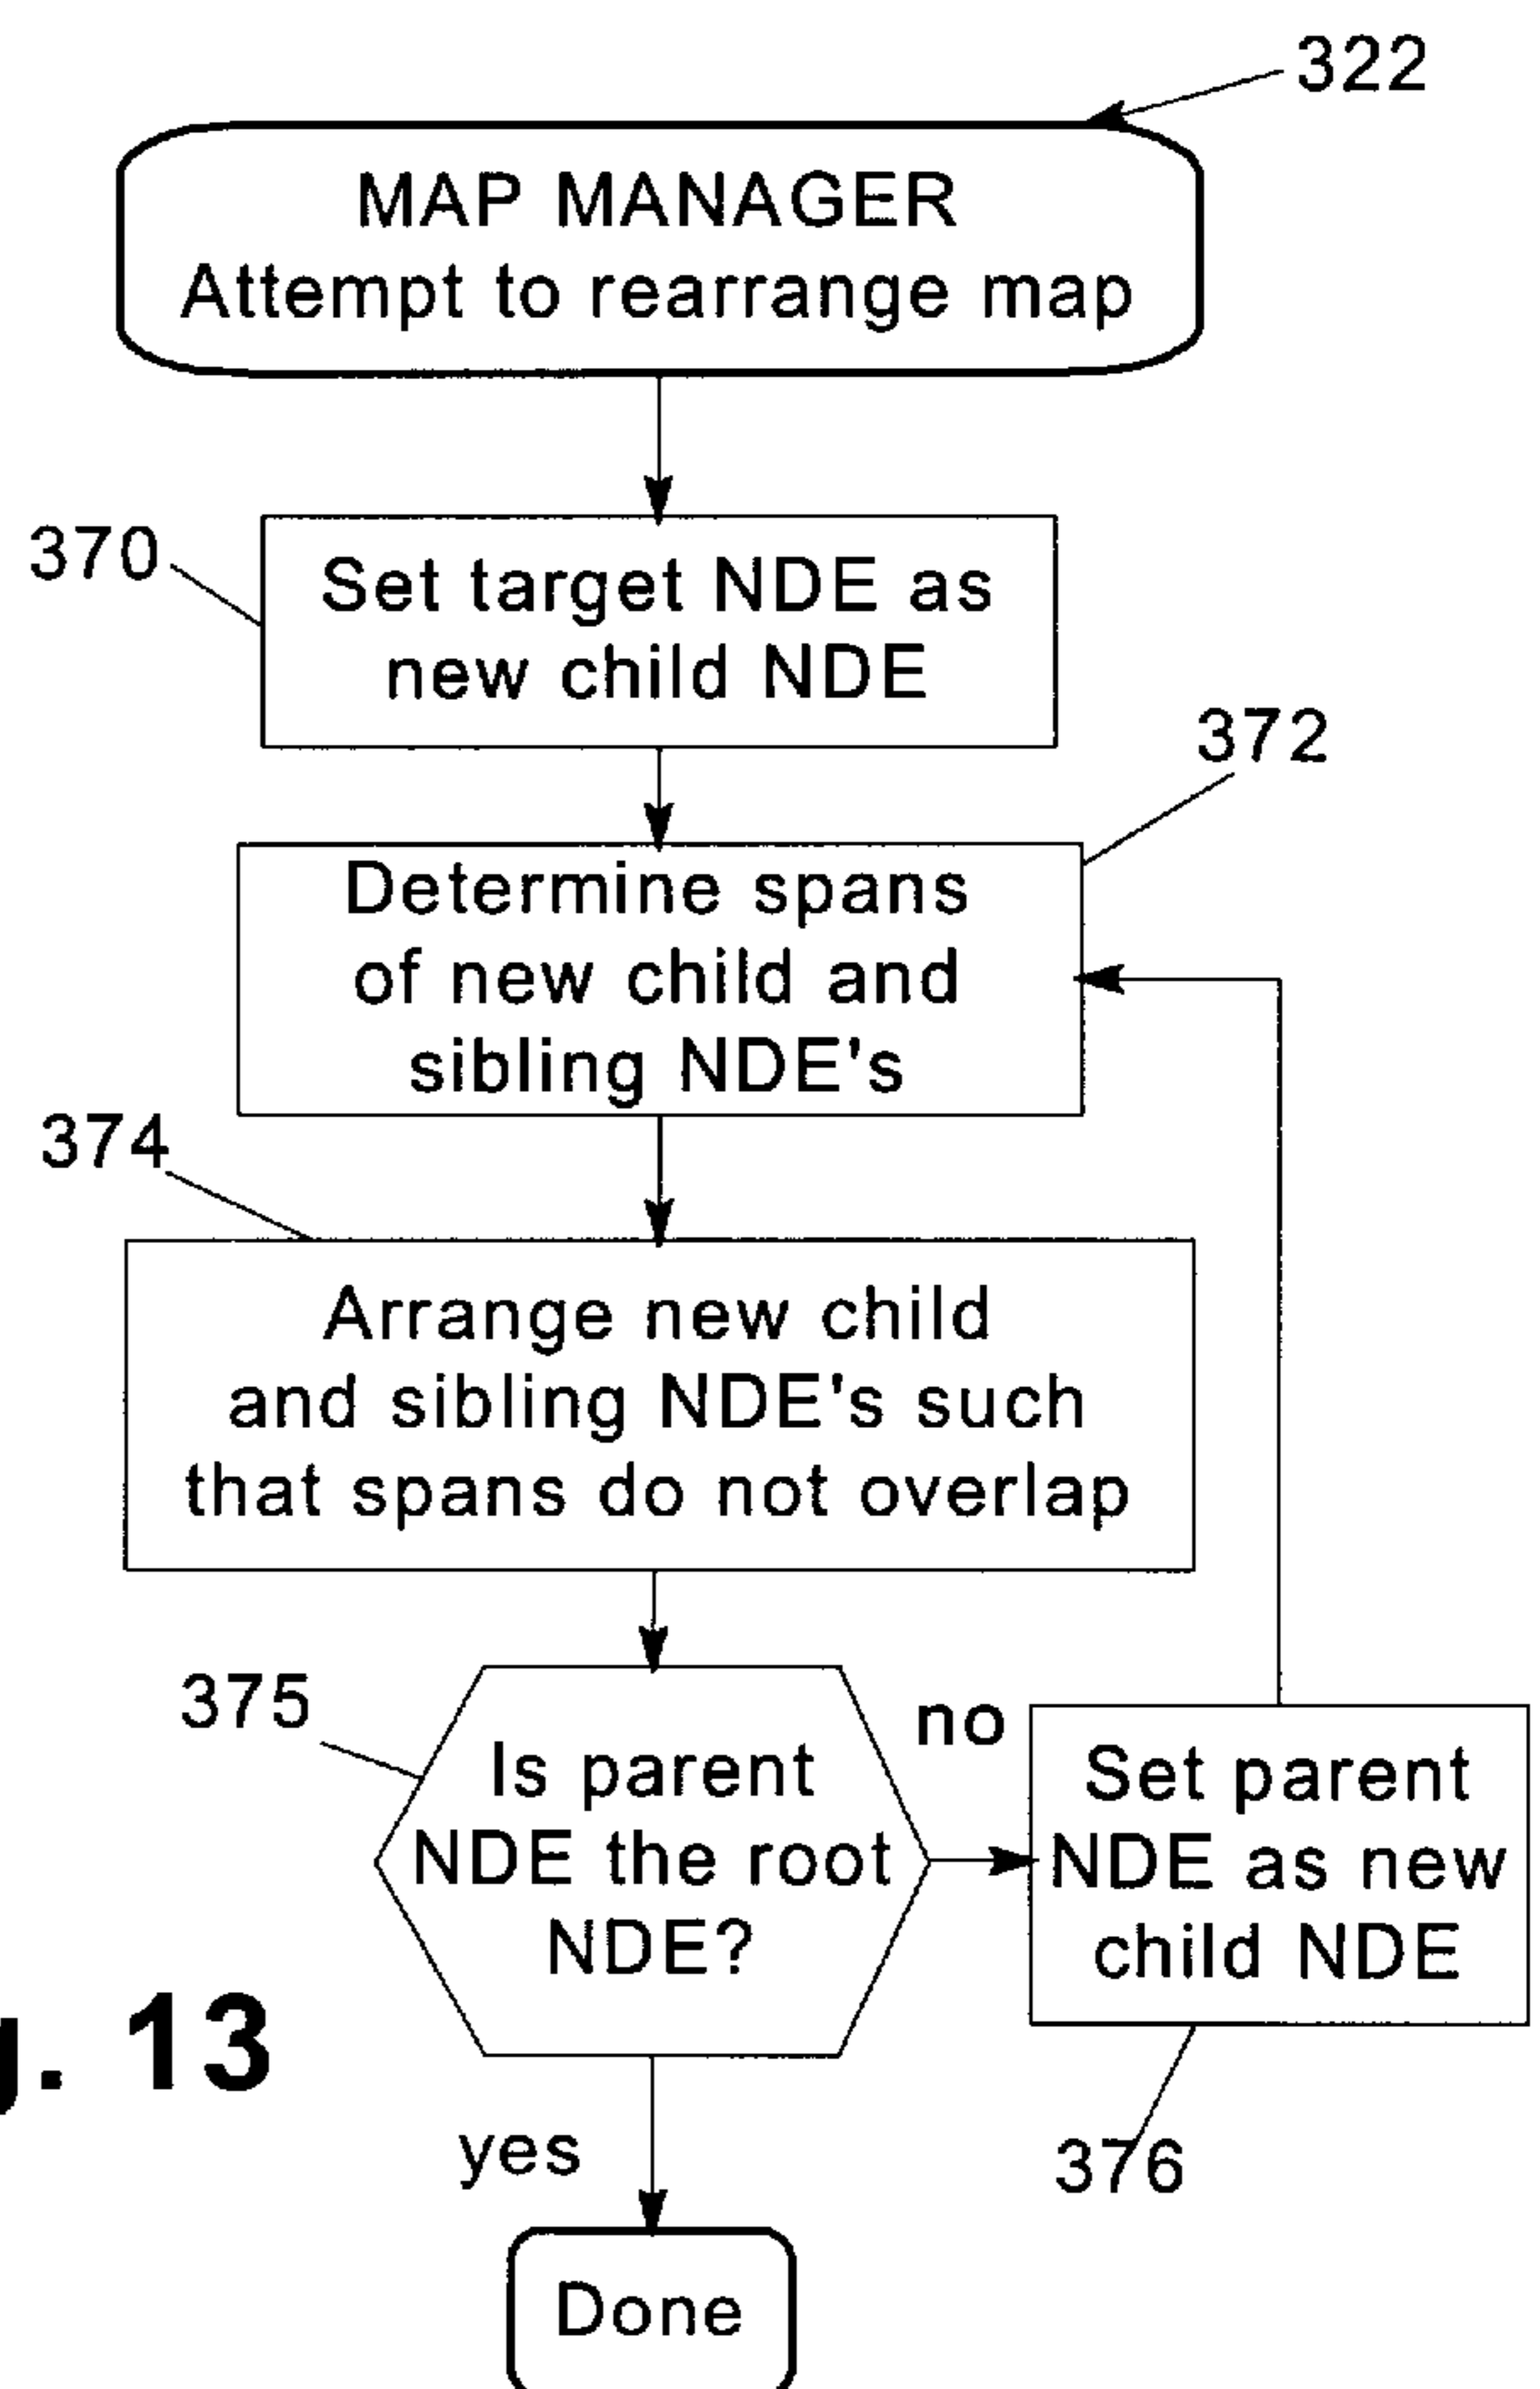 322
MAP MANAGER
Attempt to rearrange map
370
Set target NDE as
new child NDE
372
Determine spans
of new child and
sibling NDE's
374
Arrange new child
and sibling NDE's such
that spans do not overlap
375
Is parent
NDE the root
NDE?
no
Set parent
NDE as new
child NDE
g. 13
yes
376
Done